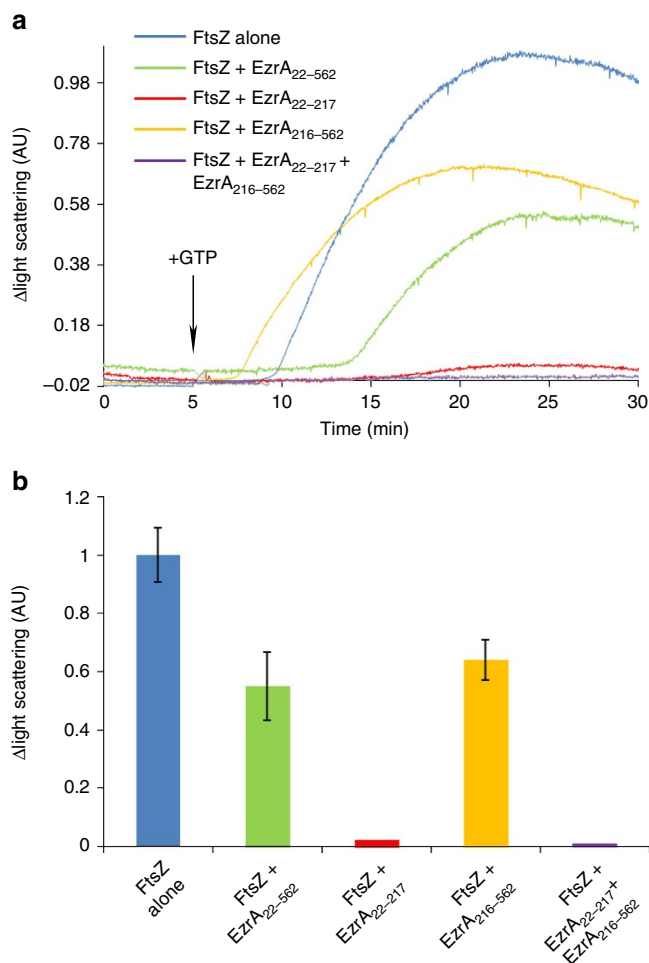 a
FtsZ alone
FtsZ + EzrA22–562
FtsZ + EzrA22–217
FtsZ + EzrA216–562
FtsZ + EzrA22–217 +
EzrA216–562
Δlight scattering (AU)
0.98
0.78
0.58
0.38
0.18
–0.02
+GTP
0 5 10 15 20 25 30
Time (min)
b
Δlight scattering (AU)
1.2
1
0.8
0.6
0.4
0.2
0
FtsZ
alone
FtsZ +
EzrA22–562
FtsZ +
EzrA22–217
FtsZ +
EzrA216–562
FtsZ +
EzrA22–217+
EzrA216–562